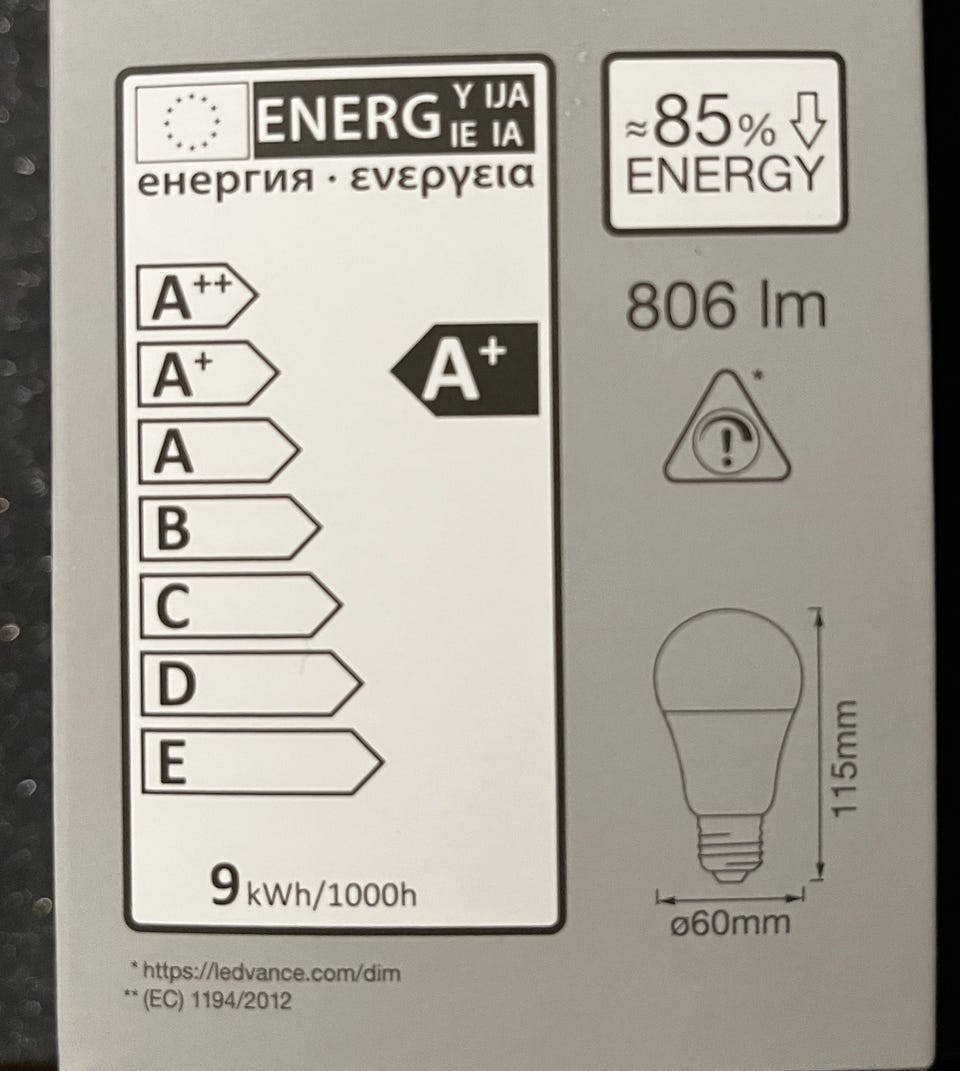 ENERG Y IJA
IE IA
енергия · ενεργεια
A++
A+
A+
A
B
C
D
E
9 kWh/1000h
* https://ledvance.com/dim
** (EC) 1194/2012
≈85%
ENERGY
806 lm
*
!
115mm
ø60mm